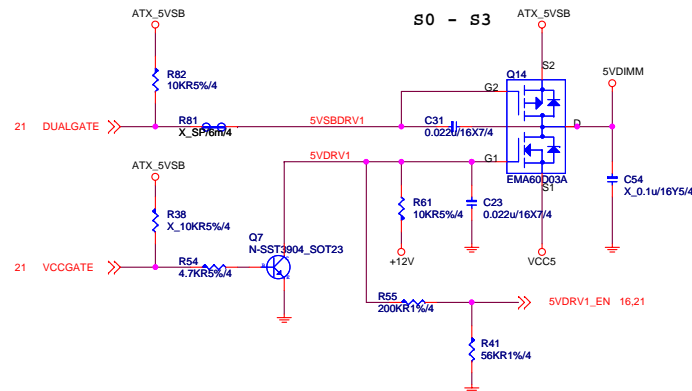 ATX_5VSB
S0 - S3
ATX_5VSB
S2
Q14
5VDIMM
R82
10KR5%/4
G2
21 DUALGATE
R81
X_SP/6m/4
5VSBDRV1
C31
0.022u/16X7/4
D
5VDRV1
G1
ATX_5VSB
EMA60D03A
S1
C54
X_0.1u/16Y5/4
R38
X_10KR5%/4
R61
10KR5%/4
C23
0.022u/16X7/4
Q7
N-SST3904_SOT23
+12V
VCC5
21 VCCGATE
R54
4.7KR5%/4
B
C
E
R55
200KR1%/4
5VDRV1_EN 16,21
R41
56KR1%/4